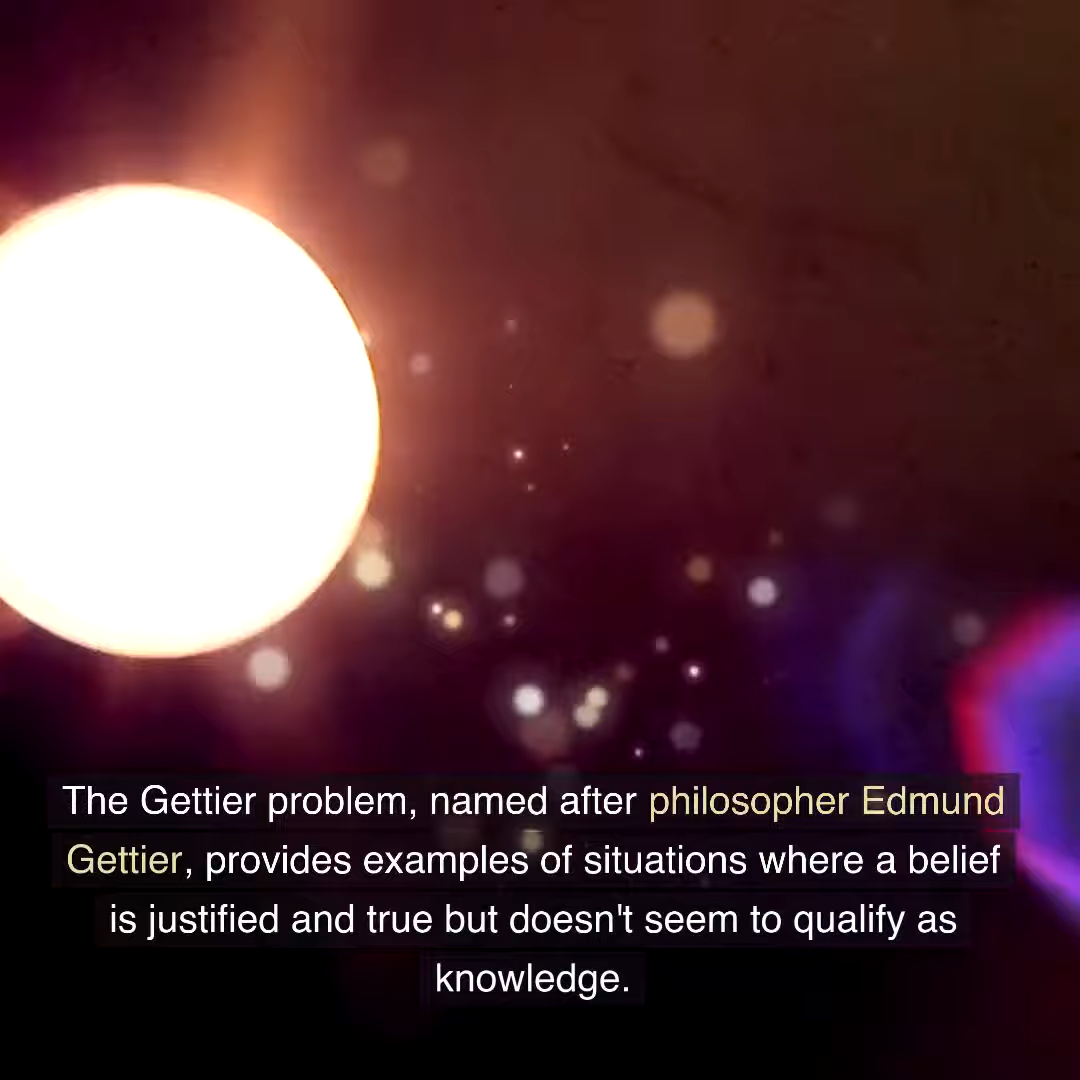 The Gettier problem, named after philosopher Edmund
Gettier, provides examples of situations where a belief
is justified and true but doesn't seem to qualify as
knowledge.